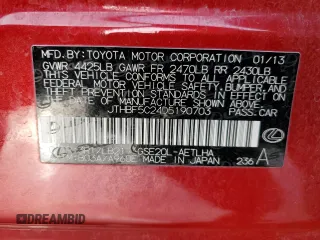 MFD. BY: TOYOTA MOTOR CORPORATION 01/13
GVWR 4425LB GAWR FR 2470LB RR 2430LB
THIS VEHICLE CONFORMS TO ALL APPLICABLE
FEDERAL MOTOR VEHICLE SAFETY, BUMPER, AND
THEFT PREVENTION STANDARDS IN EFFECT ON
THE DATE OF MANUFACTURE SHOWN ABOVE.
JTHBF5C24D5190703 PASS.CAR
GSE20L-AETLHA
MADE IN JAPAN 236 A